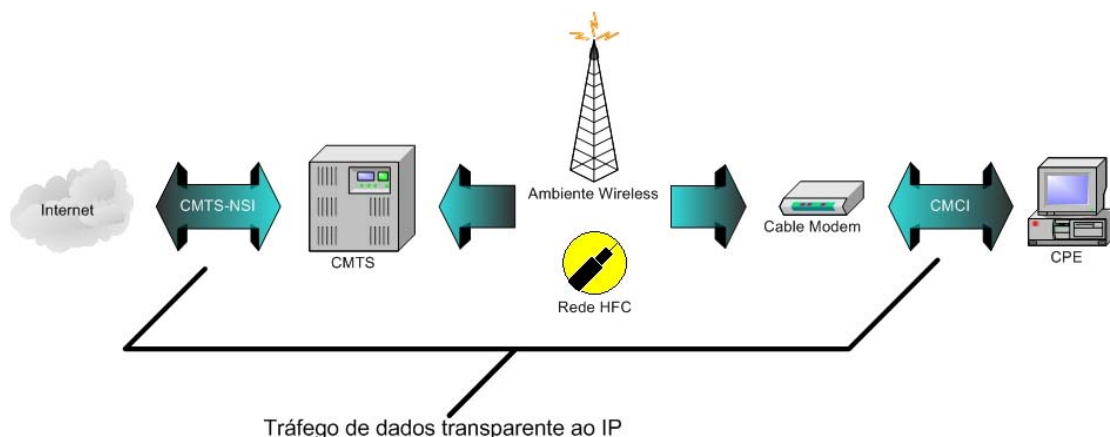 Internet
CMTS-NSI
CMTS
Ambiente Wireless
Rede HFC
Cable Modem
CMCI
CPE
Tráfego de dados transparente ao IP